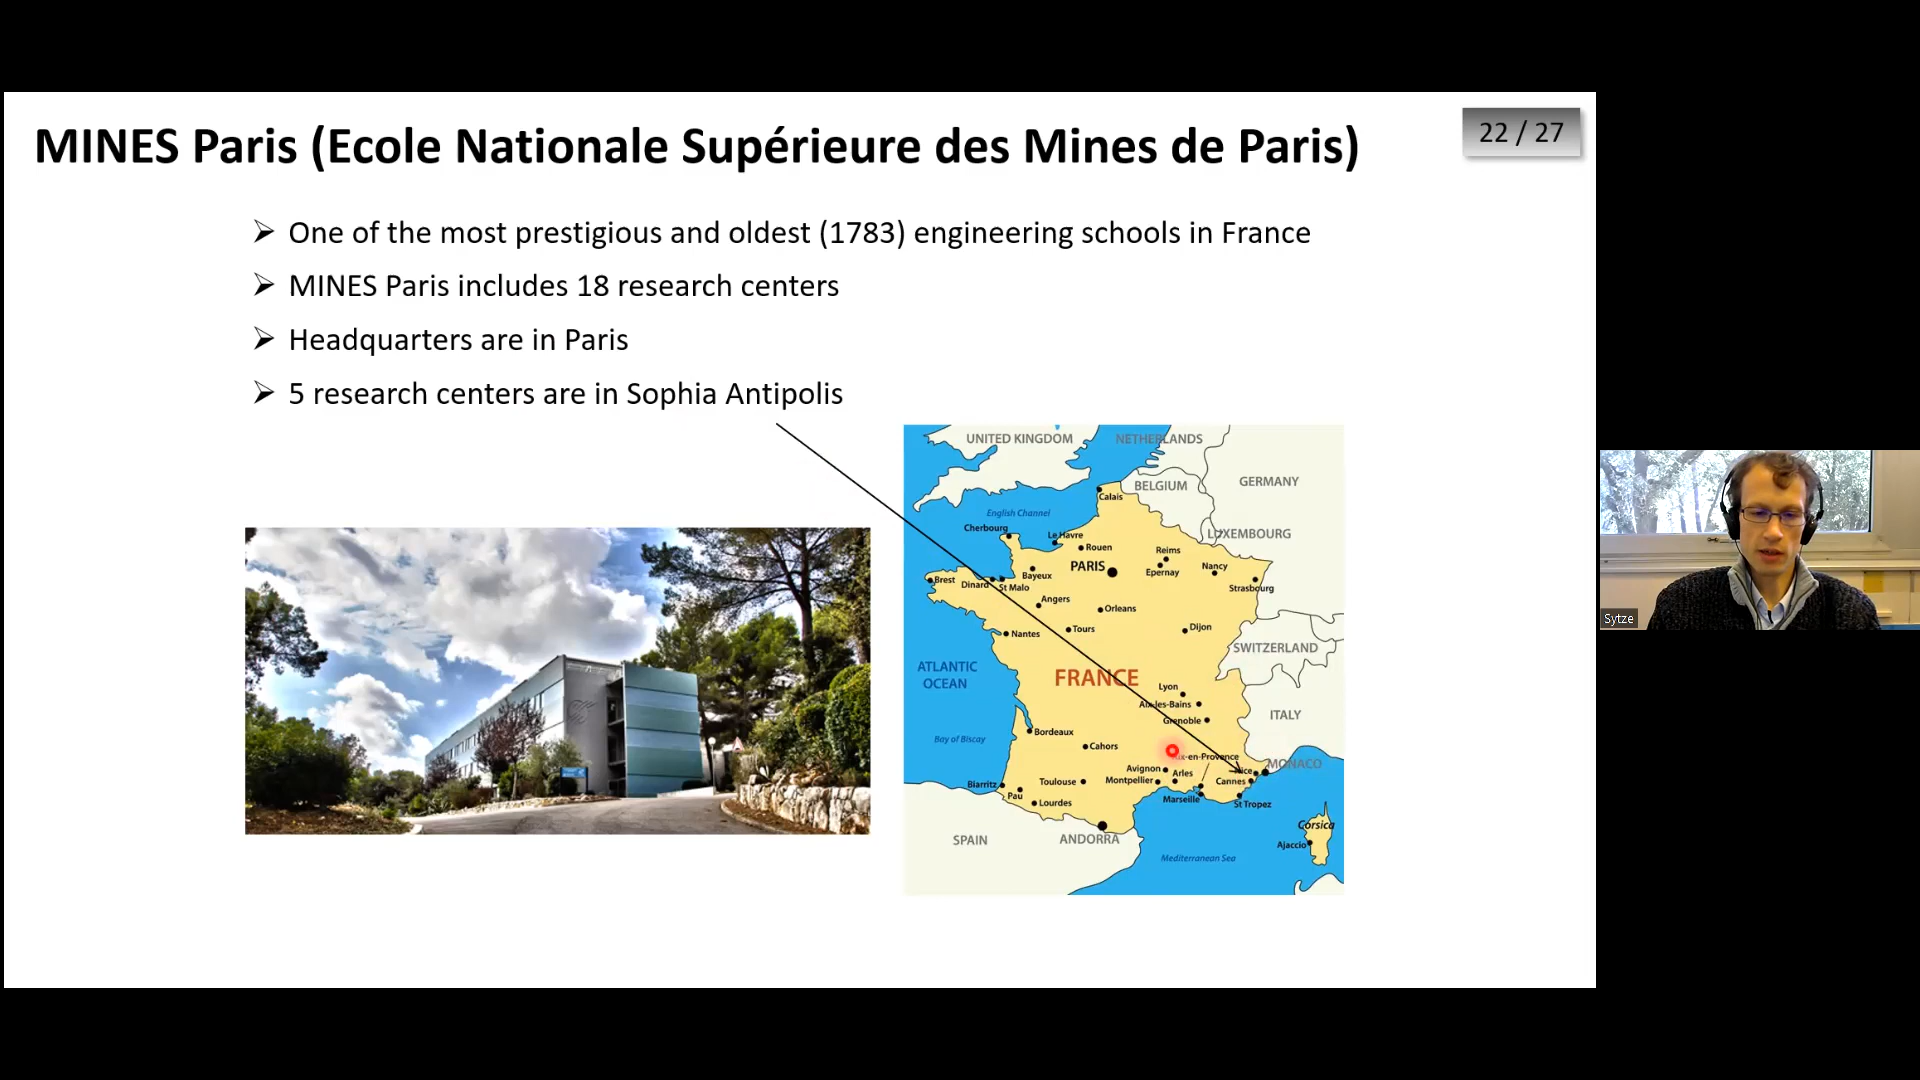 MINES Paris (Ecole Nationale Supérieure des Mines de Paris)
22 / 27
One of the most prestigious and oldest (1783) engineering schools in France
MINES Paris includes 18 research centers
Headquarters are in Paris
5 research centers are in Sophia Antipolis
UNITED KINGDOM
NETHERLANDS
BELGIUM
GERMANY
Calais
English Channel
Cherbourg
Le Havre
LUXEMBOURG
Rouen
Reims
PARIS
Epernay
Nancy
Bayeux
Brest
Dinard
St Malo
Strasbourg
Angers
Orleans
Nantes
Tours
Dijon
SWITZERLAND
ATLANTIC
OCEAN
FRANCE
Lyon
Aix-les-Bains
Grenoble
ITALY
Bordeaux
Bay of Biscay
Cahors
MONACO
Avignon
Arles
Nice
Biarritz
Toulouse
Montpellier
Cannes
Pau
Lourdes
Marseille
St Tropez
Corsica
SPAIN
ANDORRA
Ajaccio
Mediterranean Sea
Sytze